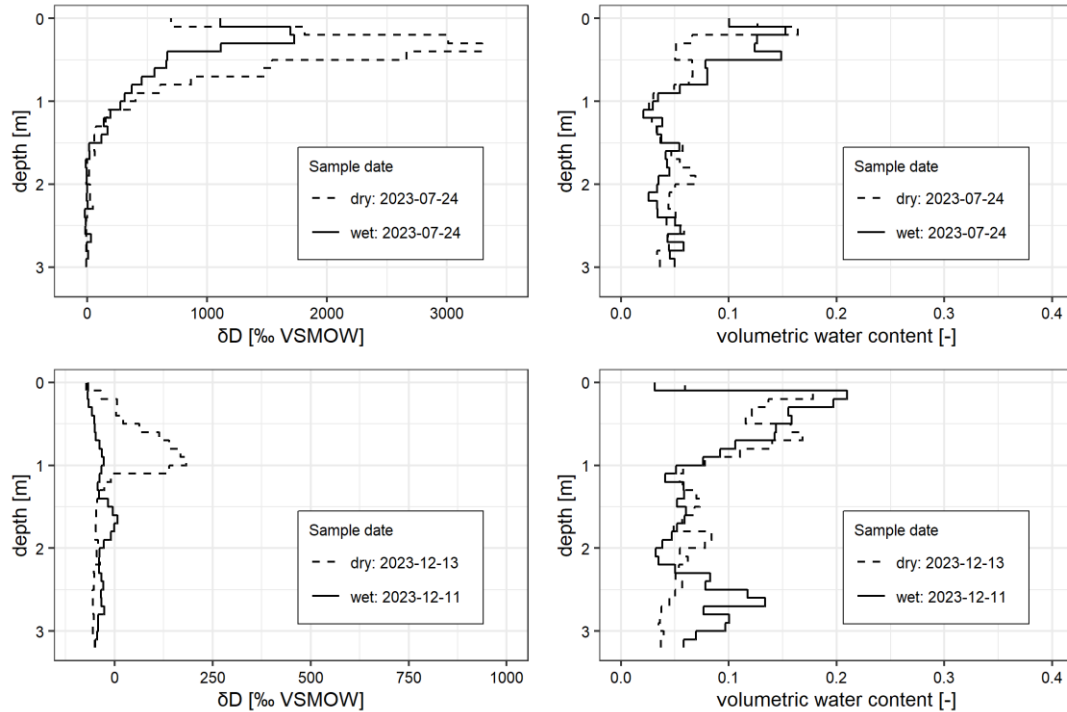 0
1
2
3
depth [m]
0
1000
2000
3000
δD [‰ VSMOW]
Sample date
dry: 2023-07-24
wet: 2023-07-24
0
1
2
3
depth [m]
0.0
0.1
0.2
0.3
0.4
volumetric water content [-]
Sample date
dry: 2023-07-24
wet: 2023-07-24
0
1
2
3
depth [m]
0
250
500
750
1000
δD [‰ VSMOW]
Sample date
dry: 2023-12-13
wet: 2023-12-11
0
1
2
3
depth [m]
0.0
0.1
0.2
0.3
0.4
volumetric water content [-]
Sample date
dry: 2023-12-13
wet: 2023-12-11